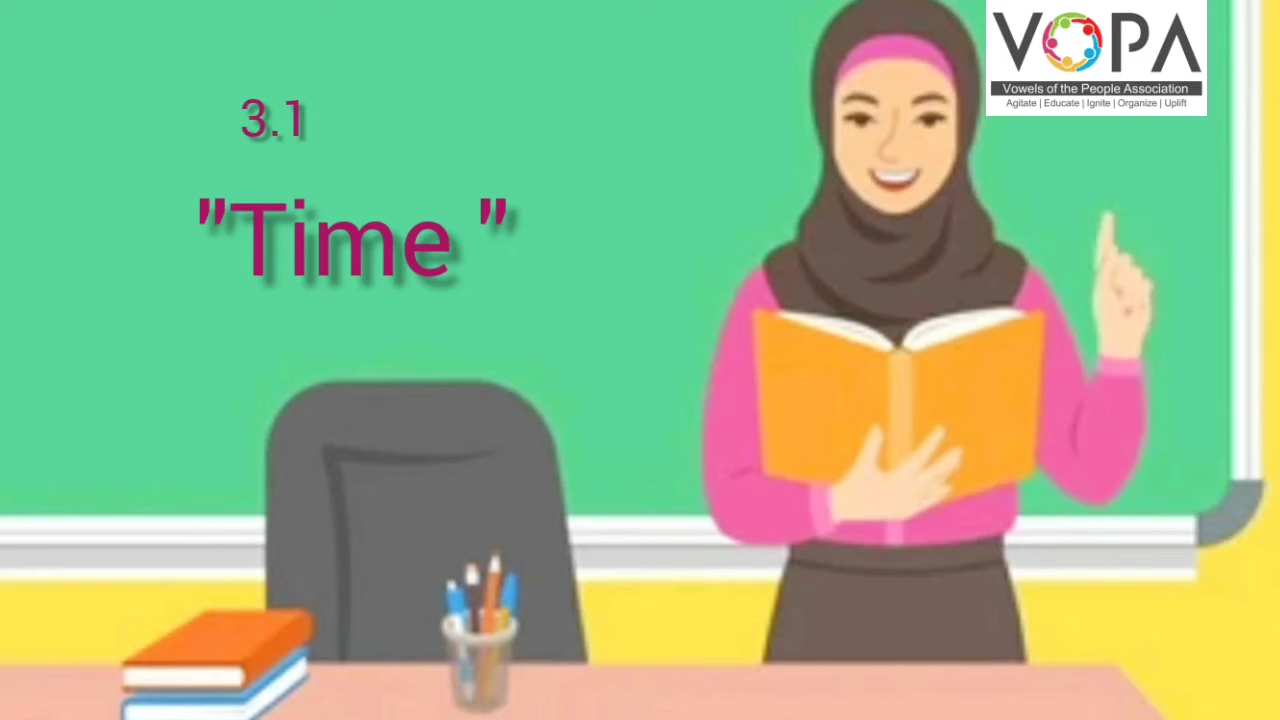 3.1
"Time "
VOPA
Vowels of the People Association
Agitate | Educate | Ignite | Organize | Uplift